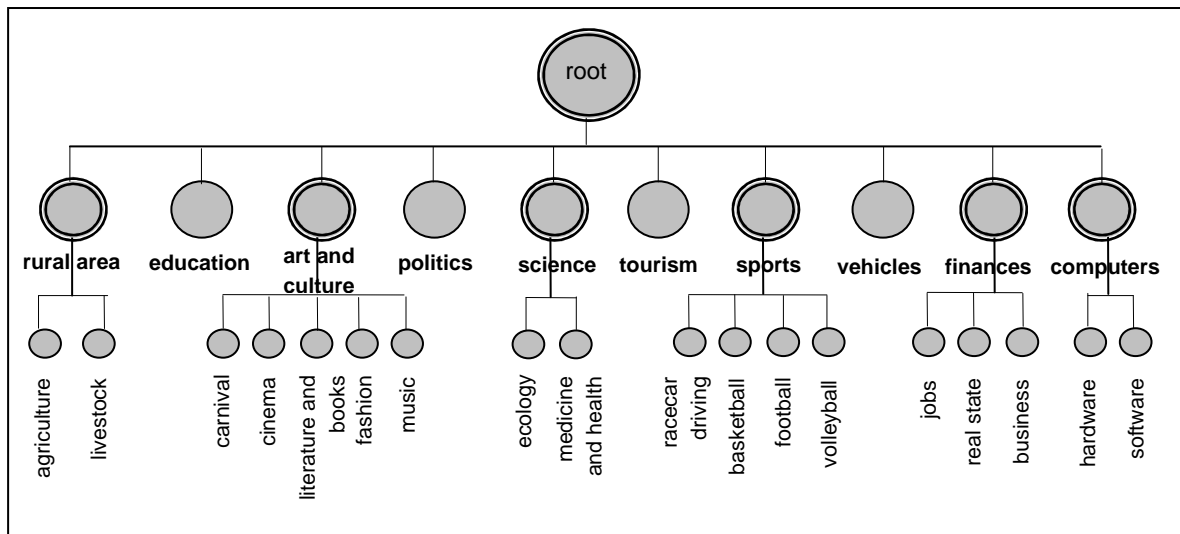 root
rural area
education
art and
culture
politics
science
tourism
sports
vehicles
finances
computers
agriculture
livestock
carnival
cinema
literature and
books
fashion
music
ecology
medicine
and health
racecar
driving
basketball
football
volleyball
jobs
real state
business
hardware
software